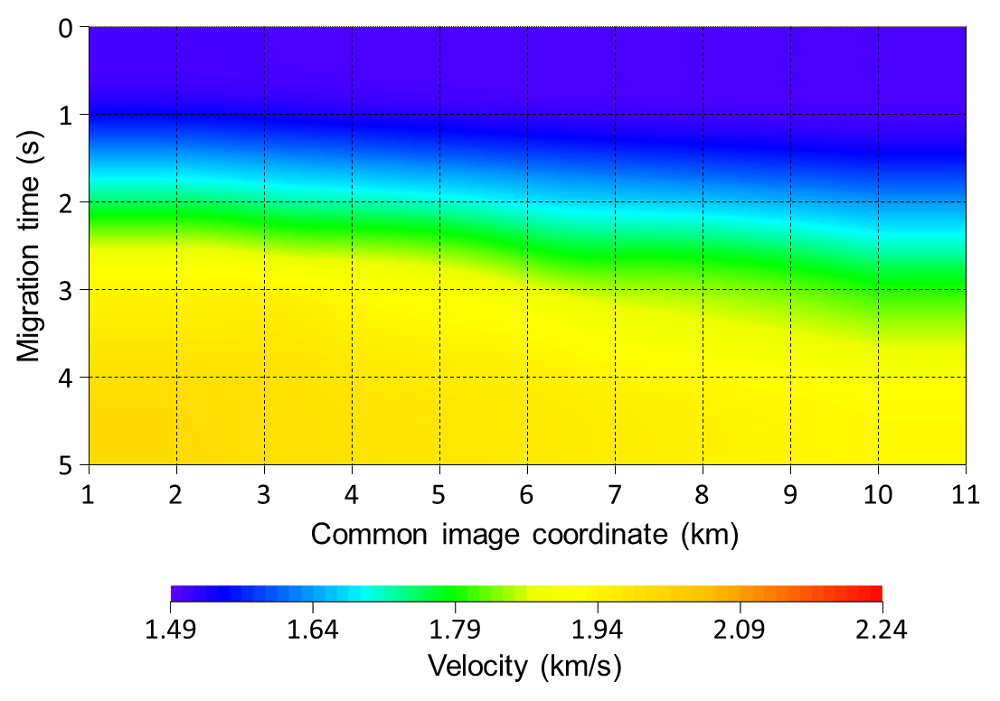 0
1
2
3
4
5
Migration time (s)
1 2 3 4 5 6 7 8 9 10 11
Common image coordinate (km)
1.49 1.64 1.79 1.94 2.09 2.24
Velocity (km/s)